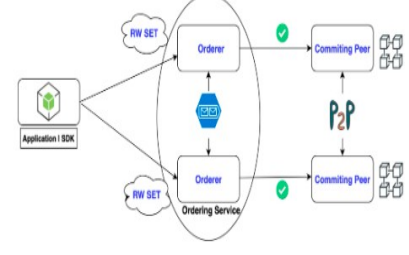 RW SET
Orderer
Commiting Peer
P2P
Application | SDK
Orderer
Commiting Peer
RW SET
Ordering Service